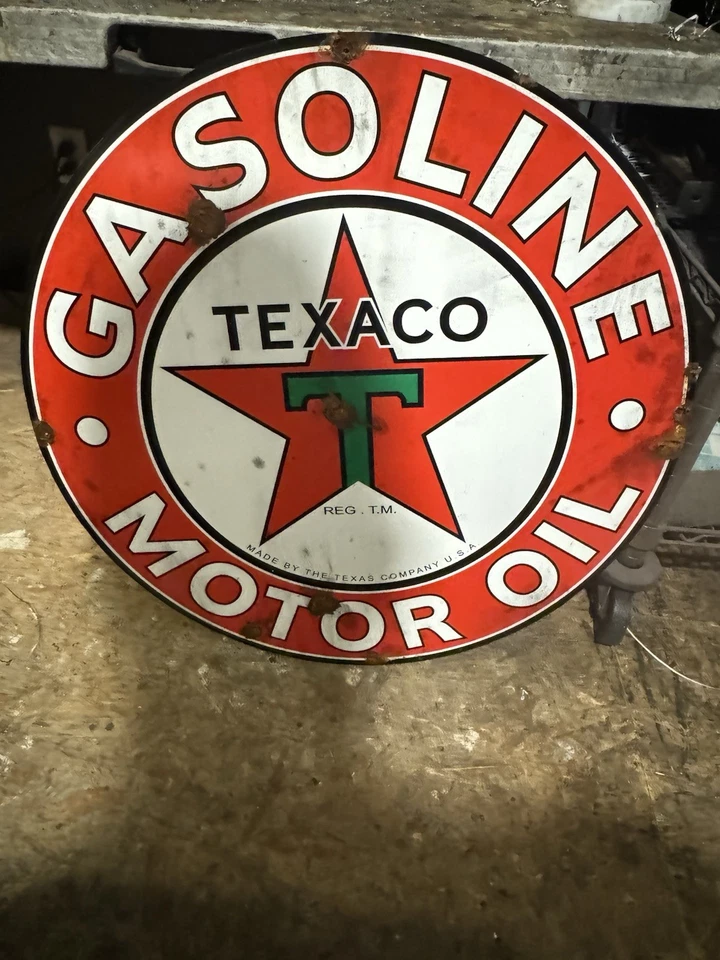 GASOLINE
TEXACO
T
REG . T.M.
MADE BY THE TEXAS COMPANY U.S.A.
• MOTOR OIL •